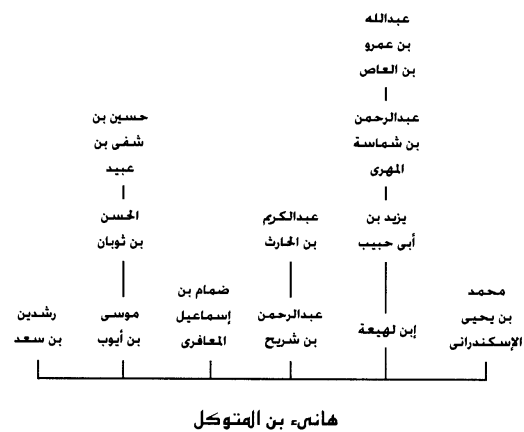 عبدالله
بن عمرو
بن العاص
عبدالرحمن
بن شماسة
المهرى
حسين بن
شفى بن
عبيد
يزيد بن
أبى حبيب
عبدالكريم
بن الحارث
الحسن
بن ثوبان
محمد
بن يحيى
الإسكندرانى
إبن لهيعة
عبدالرحمن
بن شريح
ضمام بن
إسماعيل
المعافرى
موسى
بن أيوب
رشدين
بن سعد
هانىء بن المتوكل